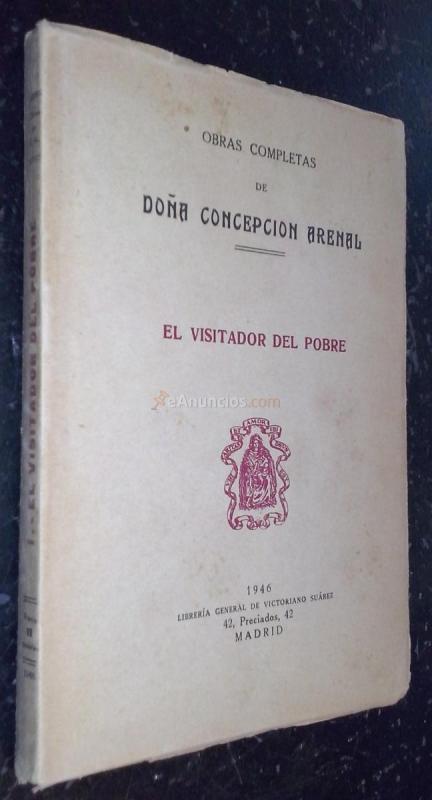 OBRAS COMPLETAS
DE
DOÑA CONCEPCION ARENAL
EL VISITADOR DEL POBRE
eAnuncios.com
AMOR
1946
LIBRERÍA GENERAL DE VICTORIANO SUÁREZ
42, Preciados, 42
MADRID
I.-EL VISITADOR DEL POBRE